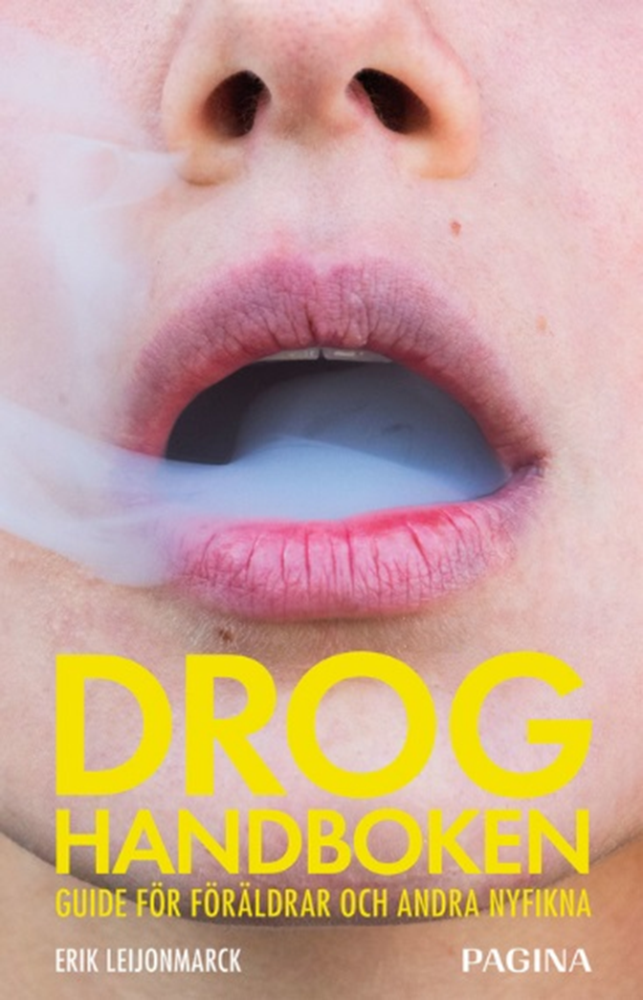 DROG
HANDBOKEN
GUIDE FÖR FÖRÄLDRAR OCH ANDRA NYFIKNA
ERIK LEIJONMARCK PAGINA